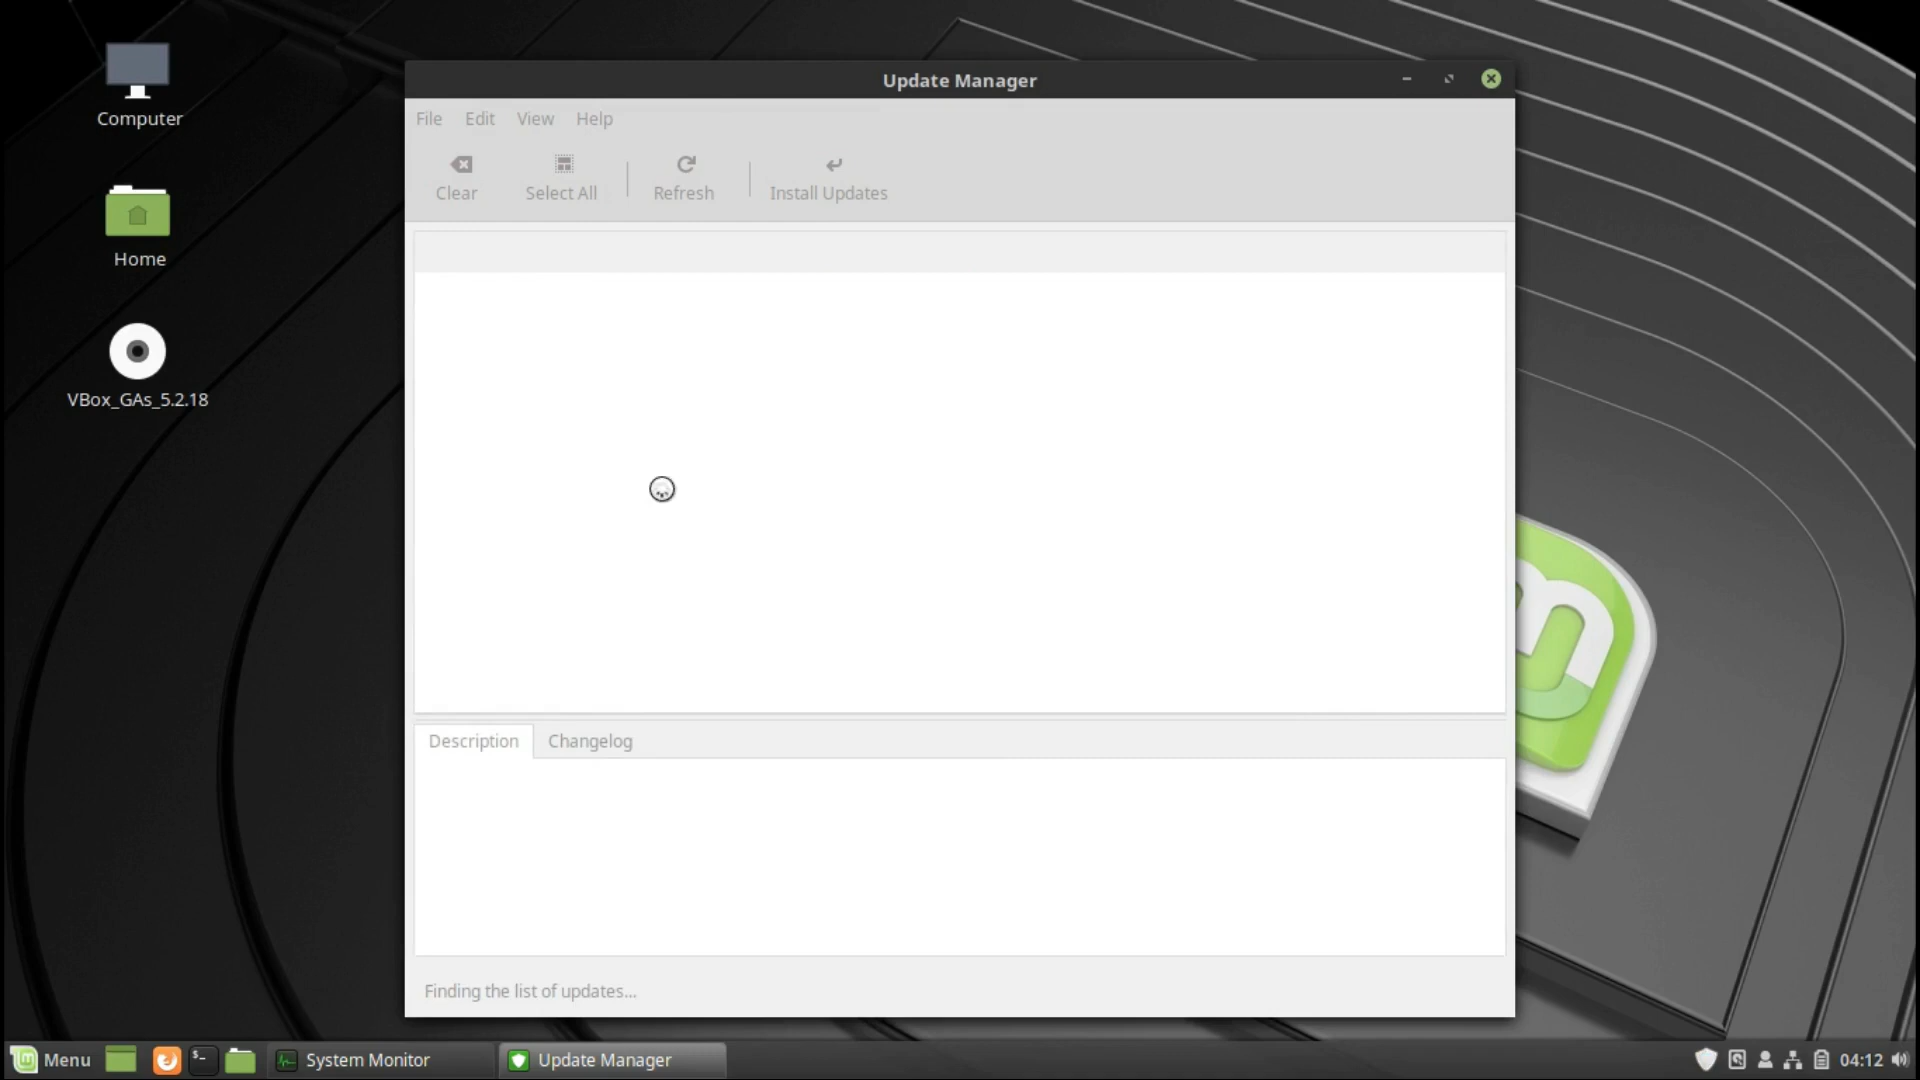 Update Manager
Computer
File Edit View Help
Clear Select All Refresh Install Updates
Home
VBox_GAs_5.2.18
Description Changelog
Finding the list of updates...
Menu System Monitor Update Manager 04:12